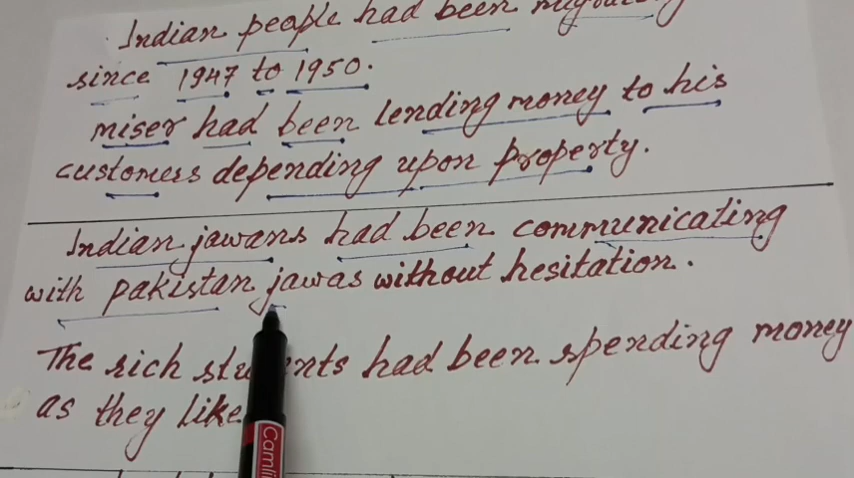 Indian people had been
since 1947 to 1950.
miser had been lending money to his
customers depending upon property.
Indian jawans had been communicating
with pakistan jawas without hesitation.
The rich students had been spending money
as they like
Camli